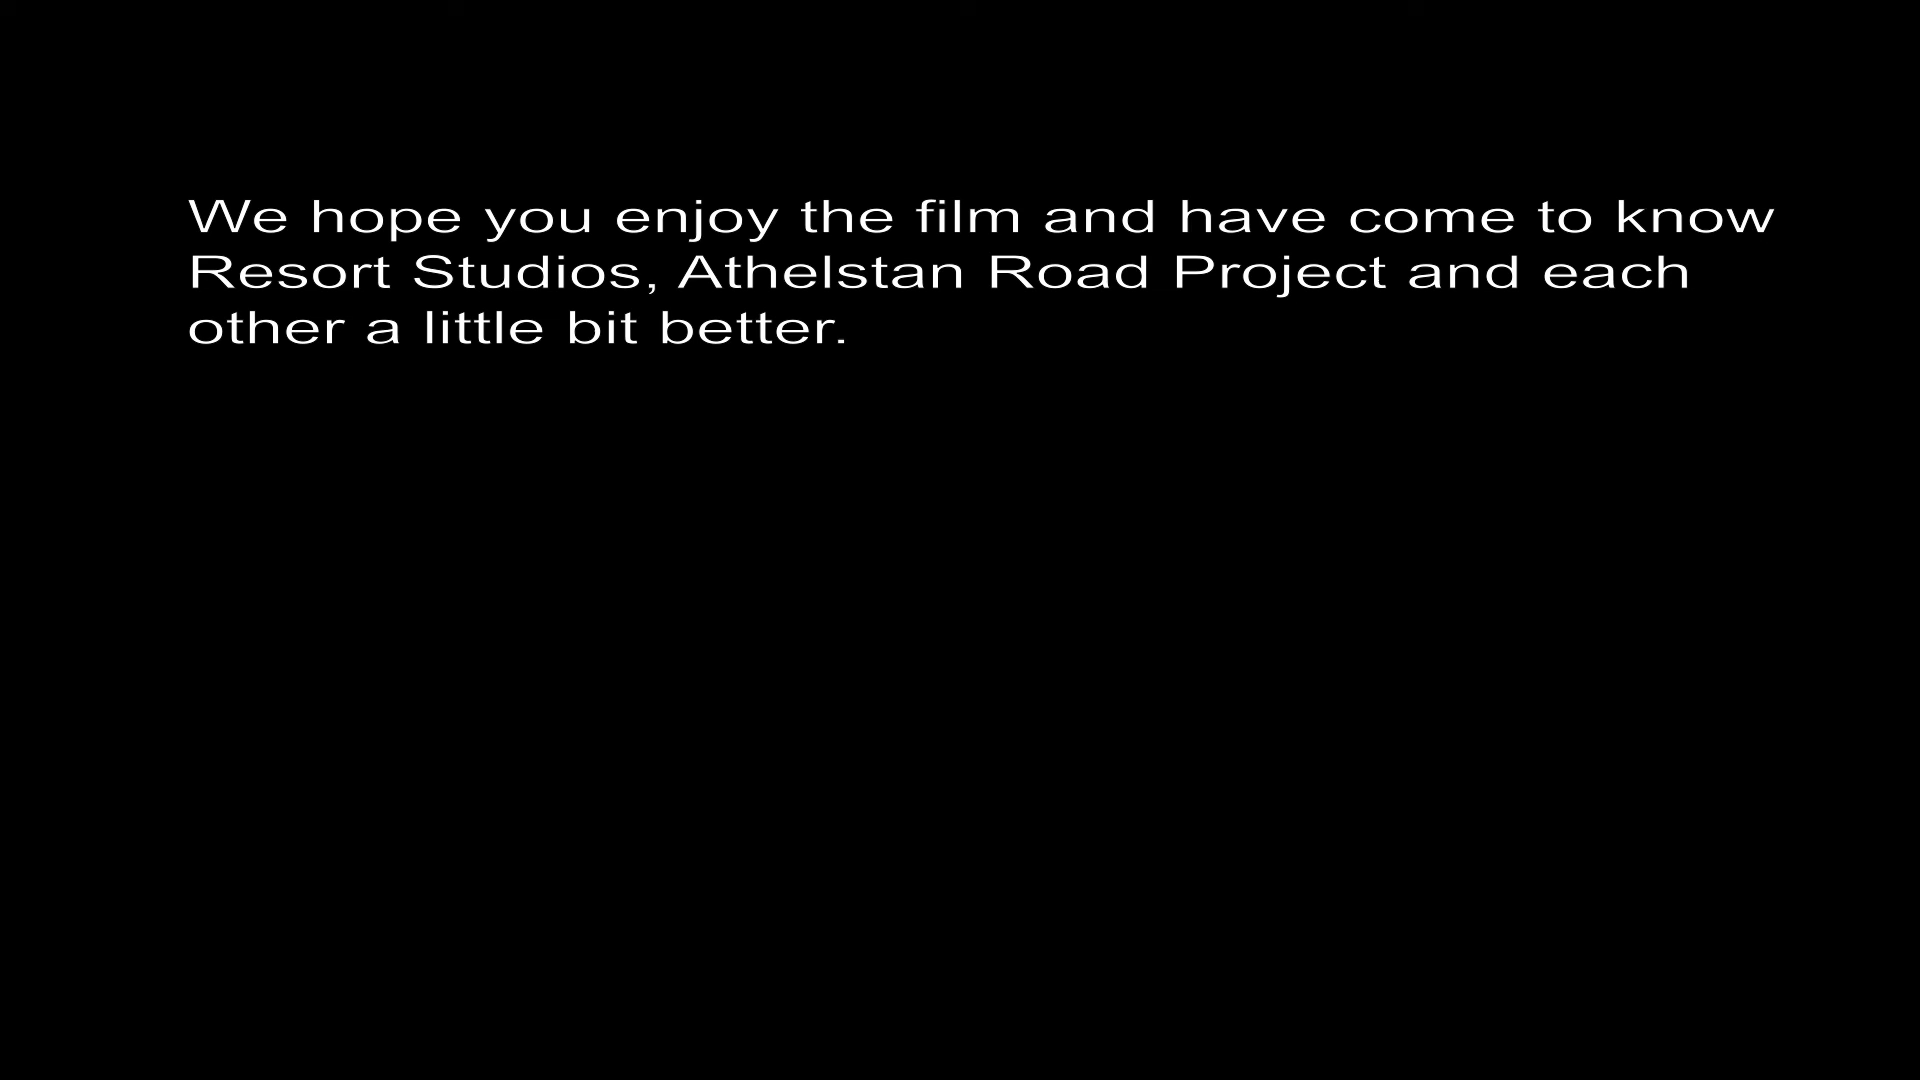 We hope you enjoy the film and have come to know
Resort Studios, Athelstan Road Project and each
other a little bit better.